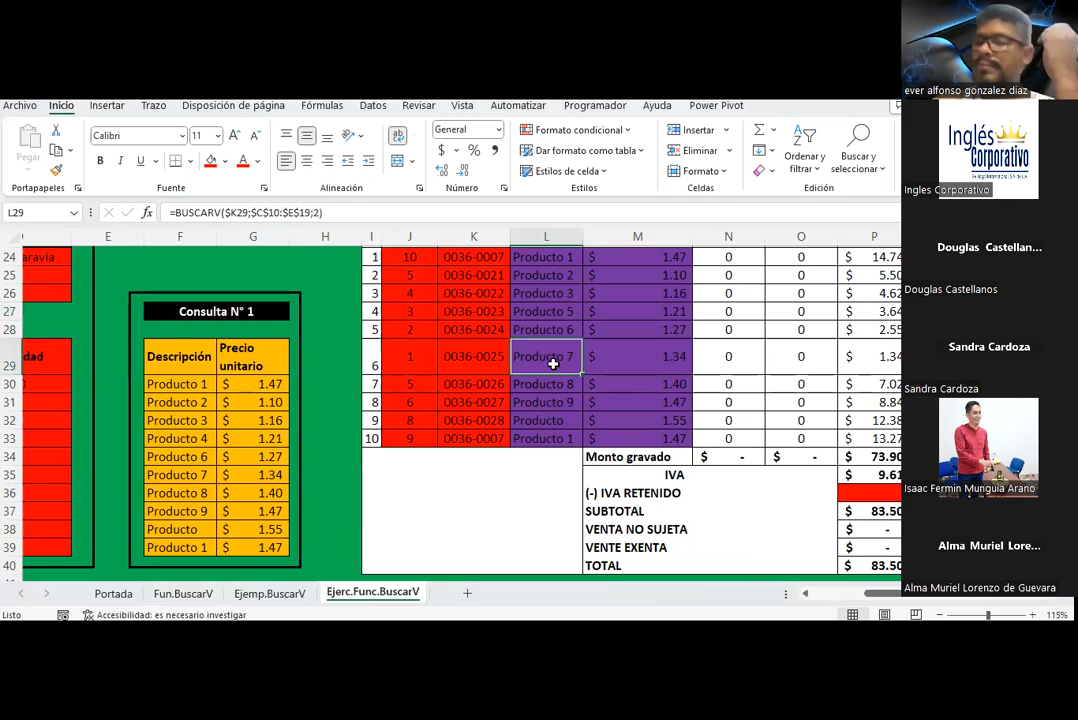 ever alfonso gonzalez diaz
Archivo Inicio Insertar Trazo Disposición de página Fórmulas Datos Revisar Vista Automatizar Programador Ayuda Power Pivot
Pegar
Calibri 11
General
Formato condicional
Dar formato como tabla
Estilos de celda
Insertar
Eliminar
Formato
Ordenar y filtrar
Buscar y seleccionar
Portapapeles Fuente Alineación Número Estilos Celdas Edición
L29 fx =BUSCARV($K29;$C$10:$E$19;2)
E F G H I J K L M N O P
24 aravia 1 10 0036-0007 Producto 1 $ 1.47 0 0 $ 14.74
25 2 5 0036-0021 Producto 2 $ 1.10 0 0 $ 5.50
26 3 4 0036-0022 Producto 3 $ 1.16 0 0 $ 4.62
27 Consulta N° 1 4 3 0036-0023 Producto 5 $ 1.21 0 0 $ 3.64
28 5 2 0036-0024 Producto 6 $ 1.27 0 0 $ 2.55
29 dad Descripción Precio unitario 6 1 0036-0025 Producto 7 $ 1.34 0 0 $ 1.34
30 Producto 1 $ 1.47 7 5 0036-0026 Producto 8 $ 1.40 0 0 $ 7.02
31 Producto 2 $ 1.10 8 6 0036-0027 Producto 9 $ 1.47 0 0 $ 8.84
32 Producto 3 $ 1.16 9 8 0036-0028 Producto $ 1.55 0 0 $ 12.38
33 Producto 4 $ 1.21 10 9 0036-0007 Producto 1 $ 1.47 0 0 $ 13.27
34 Producto 6 $ 1.27 Monto gravado $ - $ - $ 73.90
35 Producto 7 $ 1.34 IVA $ 9.61
36 Producto 8 $ 1.40 (-) IVA RETENIDO
37 Producto 9 $ 1.47 SUBTOTAL $ 83.50
38 Producto $ 1.55 VENTA NO SUJETA $ -
39 Producto 1 $ 1.47 VENTE EXENTA $ -
40 TOTAL $ 83.50
Portada Fun.BuscarV Ejemp.BuscarV Ejerc.Func.BuscarV
Listo Accesibilidad: es necesario investigar 115%
Inglés
Corporativo
Ingles Corporativo
Douglas Castellan...
Douglas Castellanos
Sandra Cardoza
Sandra Cardoza
Isaac Fermin Munguia Arano
Alma Muriel Lore...
Alma Muriel Lorenzo de Guevara